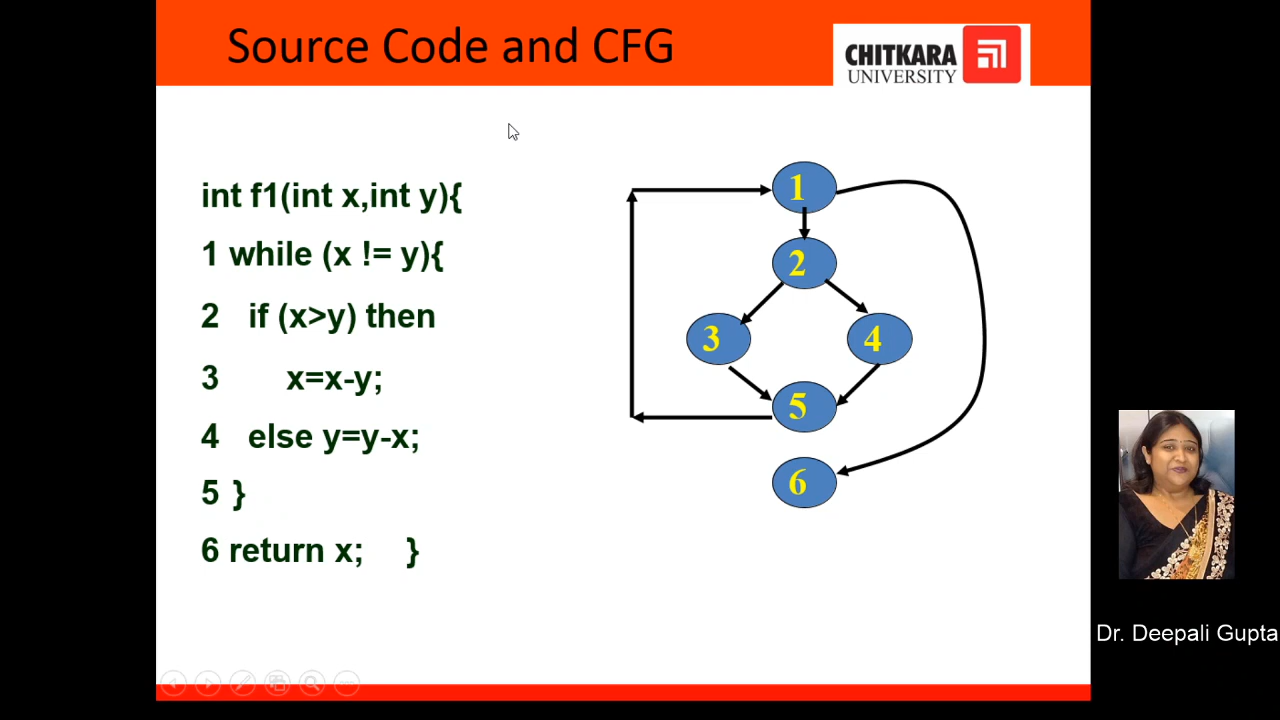 Source Code and CFG
CHITKARA
UNIVERSITY
int f1(int x,int y){
1 while (x != y){
2 if (x>y) then
3 x=x-y;
4 else y=y-x;
5 }
6 return x; }
1
2
3
4
5
6
Dr. Deepali Gupta